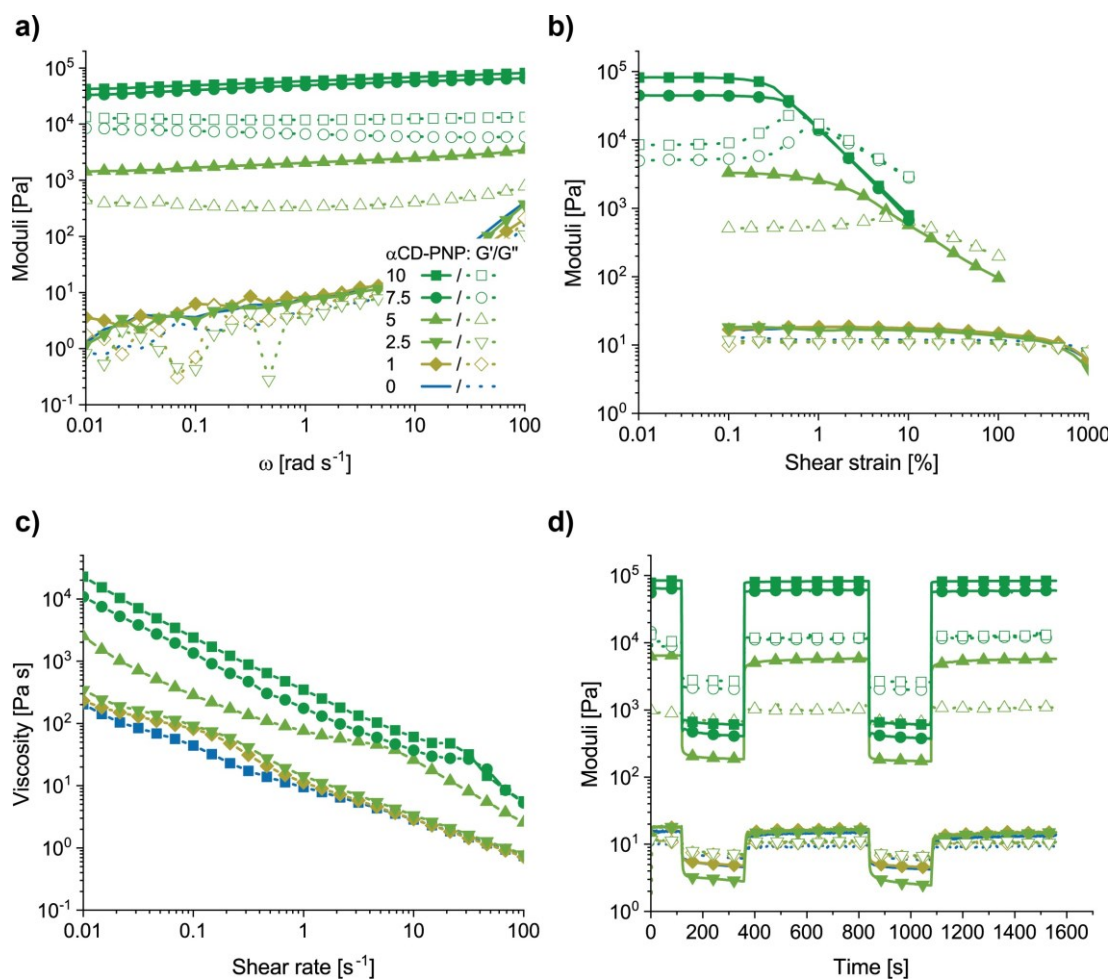 a)
10⁵
10⁴
10³
10²
10¹
10⁰
10⁻¹
Moduli [Pa]
αCD-PNP: G'/G''
10 /
7.5 /
5 /
2.5 /
1 /
0 /
0.01 0.1 1 10 100
ω [rad s⁻¹]
b)
10⁵
10⁴
10³
10²
10¹
10⁰
Moduli [Pa]
0.01 0.1 1 10 100 1000
Shear strain [%]
c)
10⁴
10³
10²
10¹
10⁰
10⁻¹
Viscosity [Pa s]
0.01 0.1 1 10 100
Shear rate [s⁻¹]
d)
10⁵
10⁴
10³
10²
10¹
10⁰
Moduli [Pa]
0 200 400 600 800 1000 1200 1400 1600
Time [s]